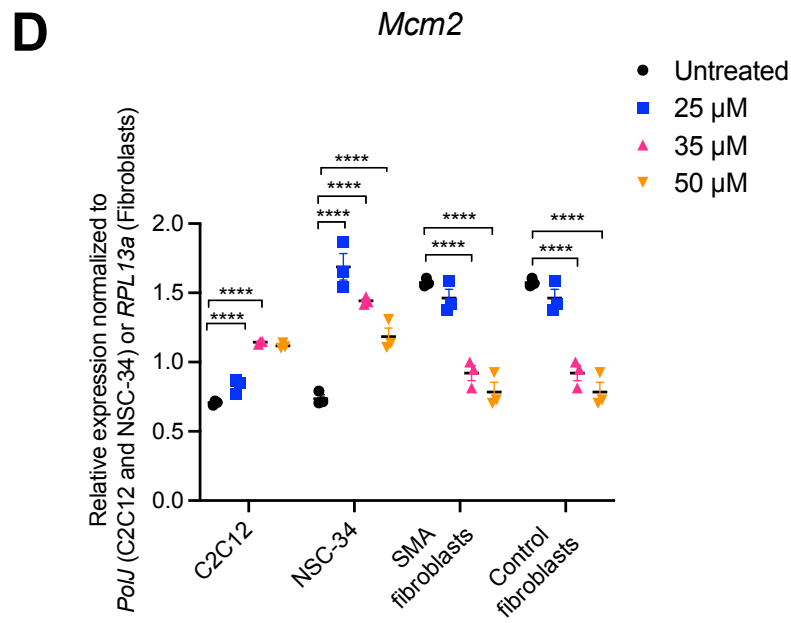 D
Mcm2
Untreated
25 µM
35 µM
50 µM
Relative expression normalized to
PolJ (C2C12 and NSC-34) or RPL13a (Fibroblasts)
2.0
1.5
1.0
0.5
0.0
****
****
****
****
****
****
****
****
****
C2C12
NSC-34
SMA
fibroblasts
Control
fibroblasts